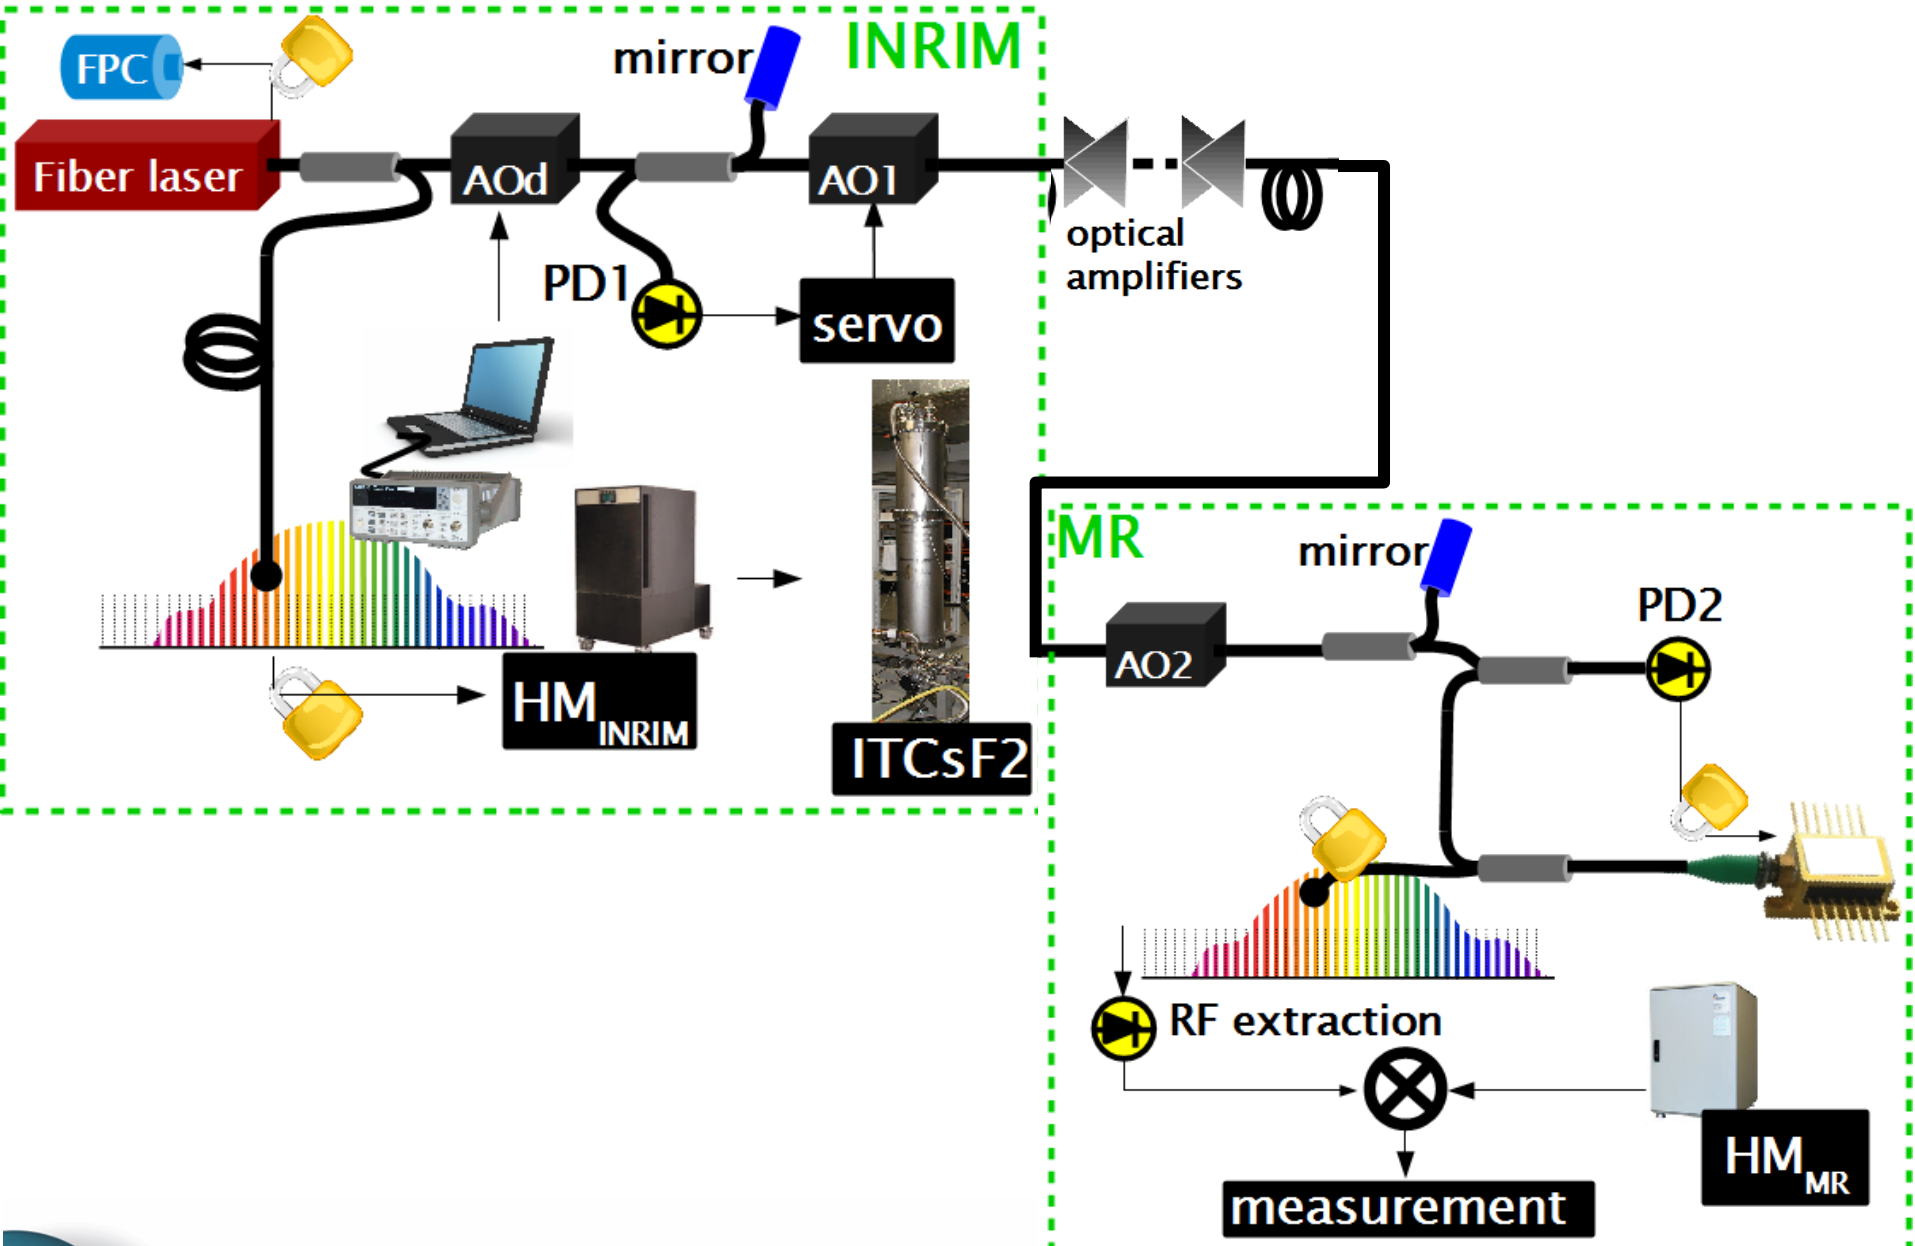 mirror
INRIM
FPC
Fiber laser
AOd
AO1
optical
amplifiers
PD1
servo
MR
mirror
PD2
AO2
HM INRIM
ITCsF2
RF extraction
HM MR
measurement